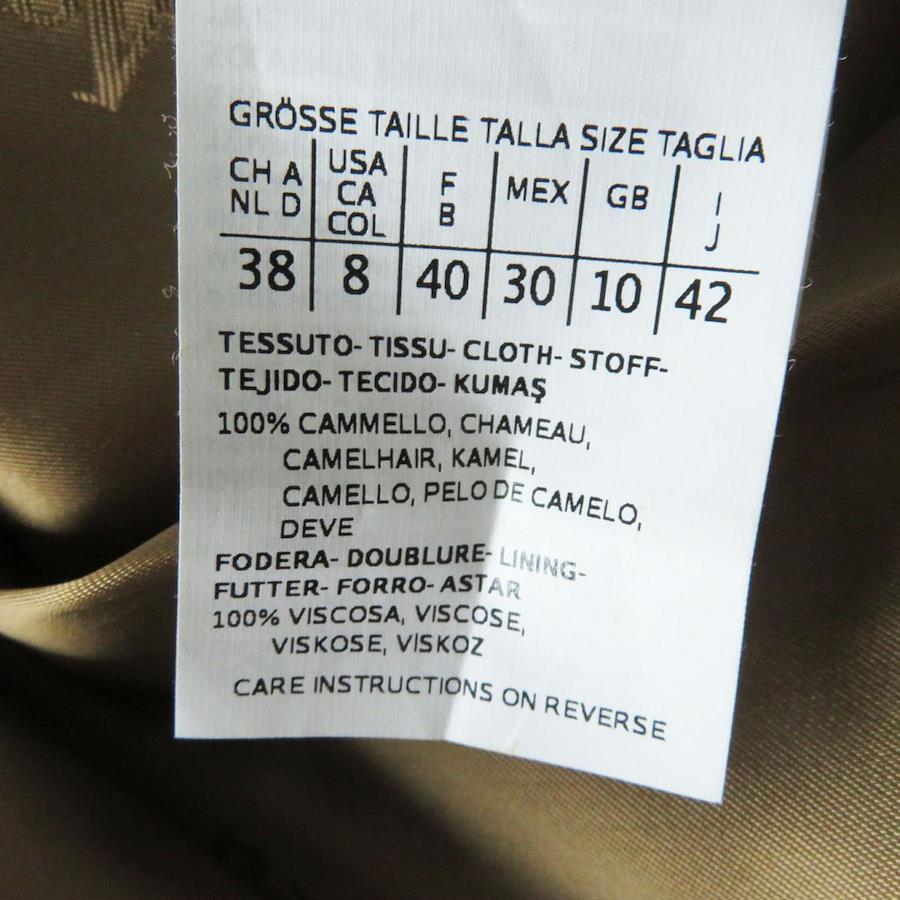 GRÖSSE TAILLE TALLA SIZE TAGLIA
CH A NL D | USA CA COL | F B | MEX | GB | I J
38 | 8 | 40 | 30 | 10 | 42
TESSUTO- TISSU- CLOTH- STOFF-
TEJIDO- TECIDO- KUMAŞ
100% CAMMELLO, CHAMEAU,
CAMELHAIR, KAMEL,
CAMELLO, PELO DE CAMELO,
DEVE
FODERA- DOUBLURE- LINING-
FUTTER- FORRO- ASTAR
100% VISCOSA, VISCOSE,
VISKOSE, VISKOZ
CARE INSTRUCTIONS ON REVERSE